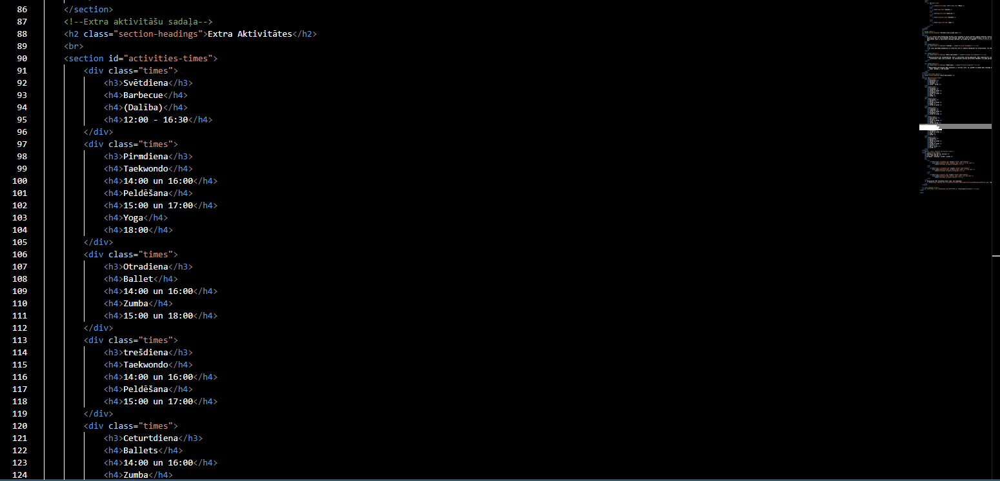 86 </section>
87 <!--Extra aktivitāšu sadaļa-->
88 <h2 class="section-headings">Extra Aktivitātes</h2>
89 <br>
90 <section id="activities-times">
91 <div class="times">
92 <h3>Svētdiena</h3>
93 <h4>Barbecue</h4>
94 <h4>(Dalība)</h4>
95 <h4>12:00 - 16:30</h4>
96 </div>
97 <div class="times">
98 <h3>Pirmdiena</h3>
99 <h4>Taekwondo</h4>
100 <h4>14:00 un 16:00</h4>
101 <h4>Peldēšana</h4>
102 <h4>15:00 un 17:00</h4>
103 <h4>Yoga</h4>
104 <h4>18:00</h4>
105 </div>
106 <div class="times">
107 <h3>Otradiena</h3>
108 <h4>Ballet</h4>
109 <h4>14:00 un 16:00</h4>
110 <h4>Zumba</h4>
111 <h4>15:00 un 18:00</h4>
112 </div>
113 <div class="times">
114 <h3>trešdiena</h3>
115 <h4>Taekwondo</h4>
116 <h4>14:00 un 16:00</h4>
117 <h4>Peldēšana</h4>
118 <h4>15:00 un 17:00</h4>
119 </div>
120 <div class="times">
121 <h3>Ceturtdiena</h3>
122 <h4>Ballets</h4>
123 <h4>14:00 un 16:00</h4>
124 <h4>Zumba</h4>